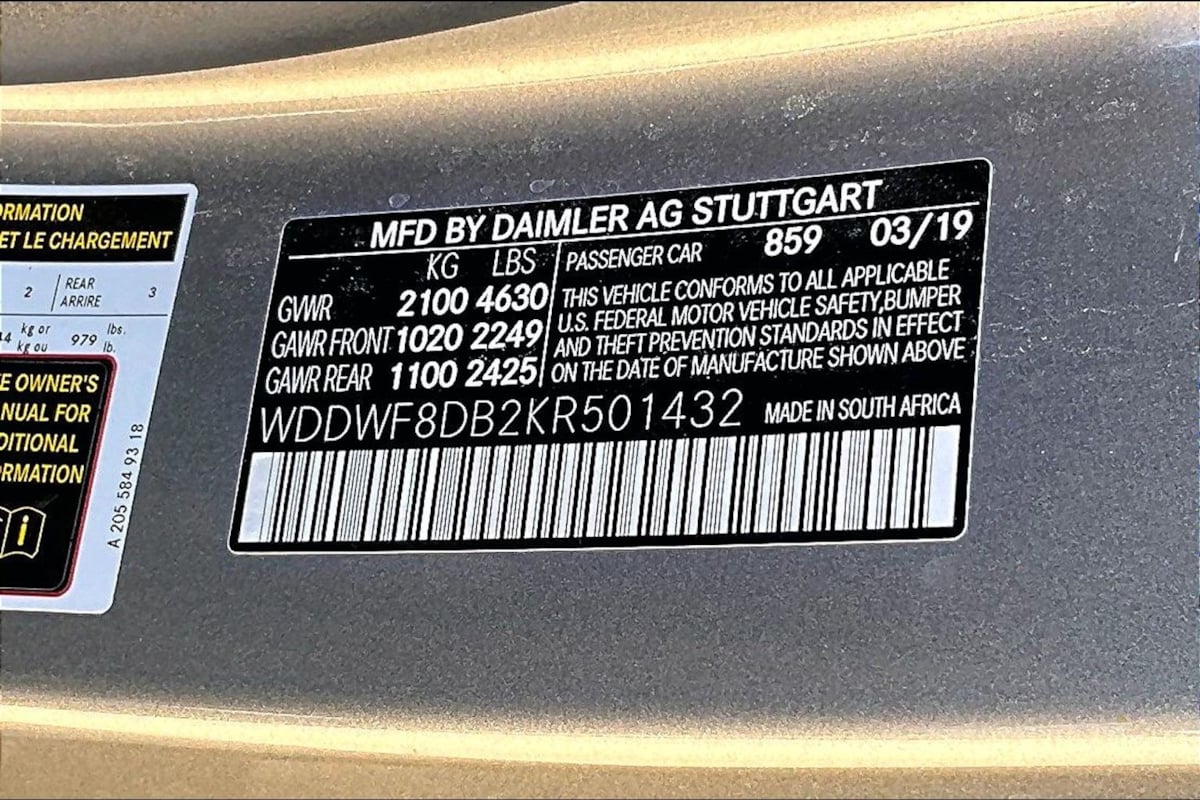 ORMATION
ET LE CHARGEMENT
2 REAR ARRIRE 3
kg or kg ou 979 lbs. lb.
OWNER'S
NUAL FOR
DITIONAL
ORMATION
i
A 205 584 93 18
MFD BY DAIMLER AG STUTTGART
KG LBS
GVWR 2100 4630
GAWR FRONT 1020 2249
GAWR REAR 1100 2425
PASSENGER CAR 859 03/19
THIS VEHICLE CONFORMS TO ALL APPLICABLE
U.S. FEDERAL MOTOR VEHICLE SAFETY,BUMPER
AND THEFT PREVENTION STANDARDS IN EFFECT
ON THE DATE OF MANUFACTURE SHOWN ABOVE
WDDWF8DB2KR501432 MADE IN SOUTH AFRICA